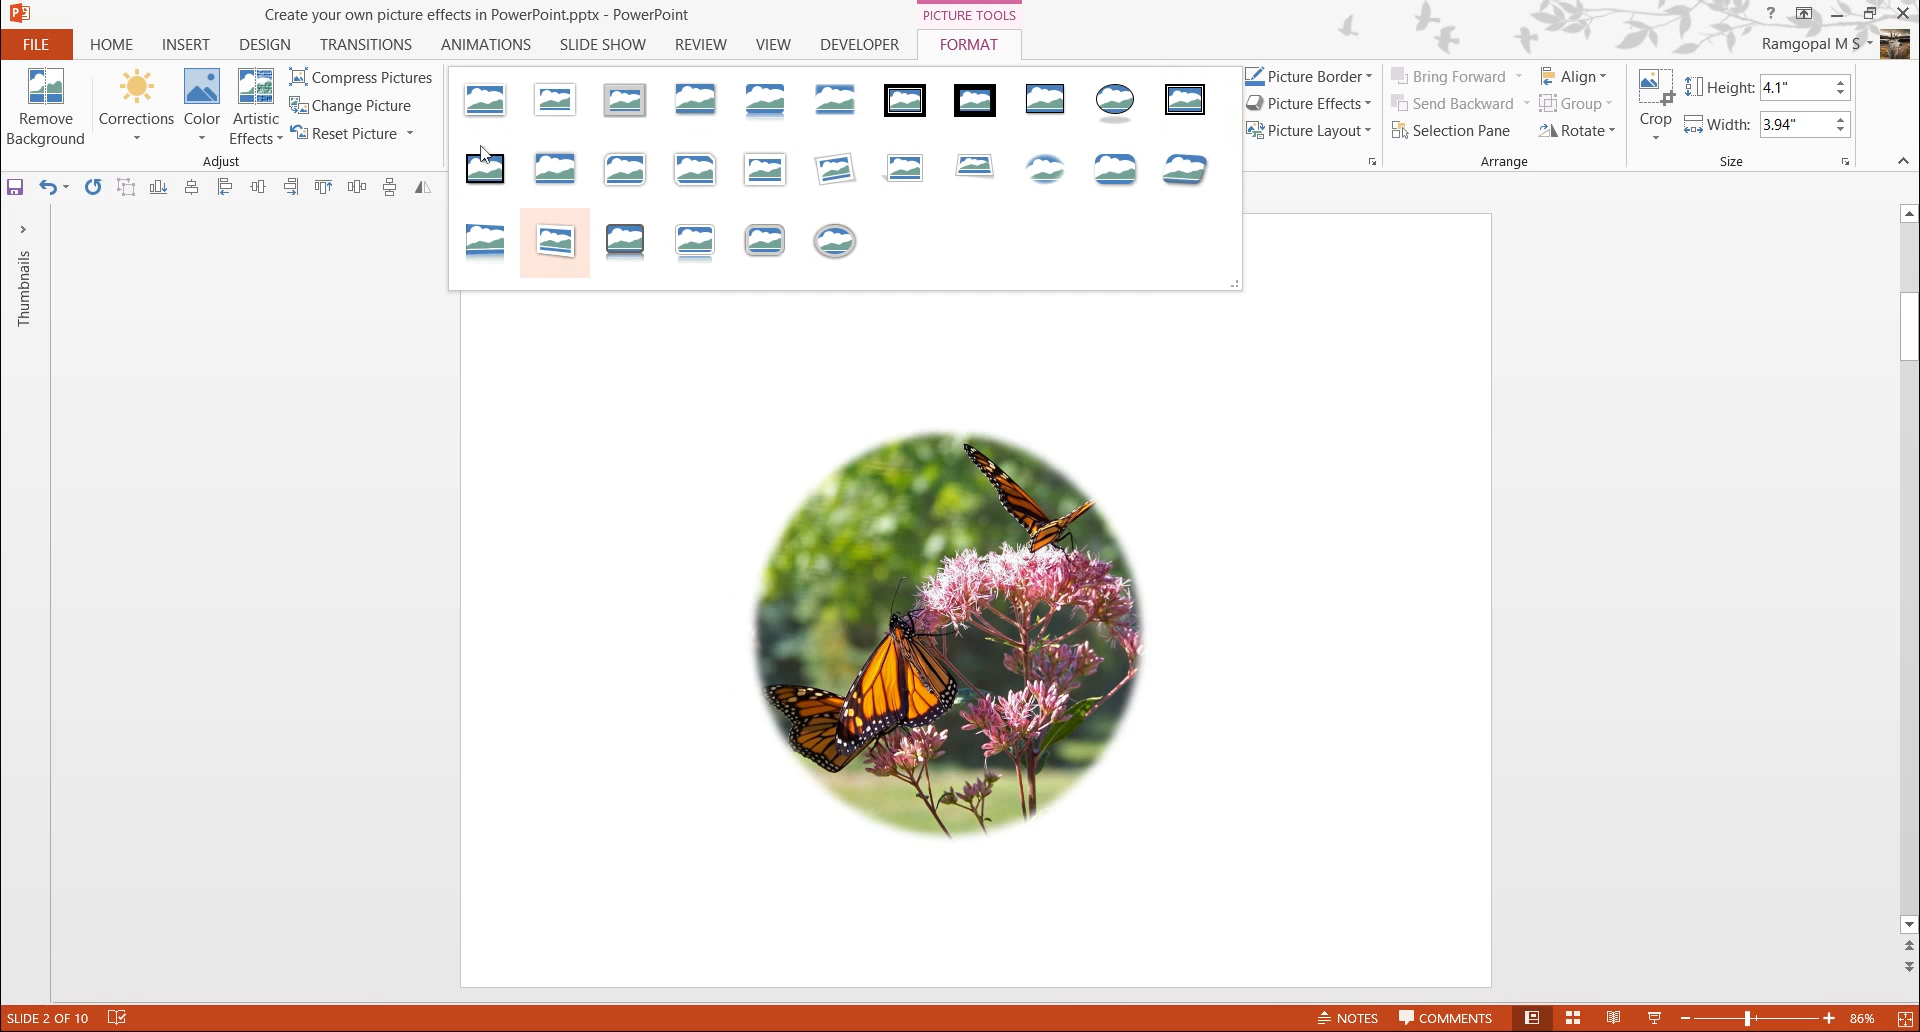 Create your own picture effects in PowerPoint.pptx - PowerPoint
PICTURE TOOLS
?
FILE HOME INSERT DESIGN TRANSITIONS ANIMATIONS SLIDE SHOW REVIEW VIEW DEVELOPER FORMAT
Ramgopal M S
Remove Background
Corrections
Color
Artistic Effects
Compress Pictures
Change Picture
Reset Picture
Adjust
Picture Border
Picture Effects
Picture Layout
Bring Forward
Send Backward
Selection Pane
Align
Group
Rotate
Arrange
Crop
Height: 4.1"
Width: 3.94"
Size
Thumbnails
SLIDE 2 OF 10
NOTES
COMMENTS
86%